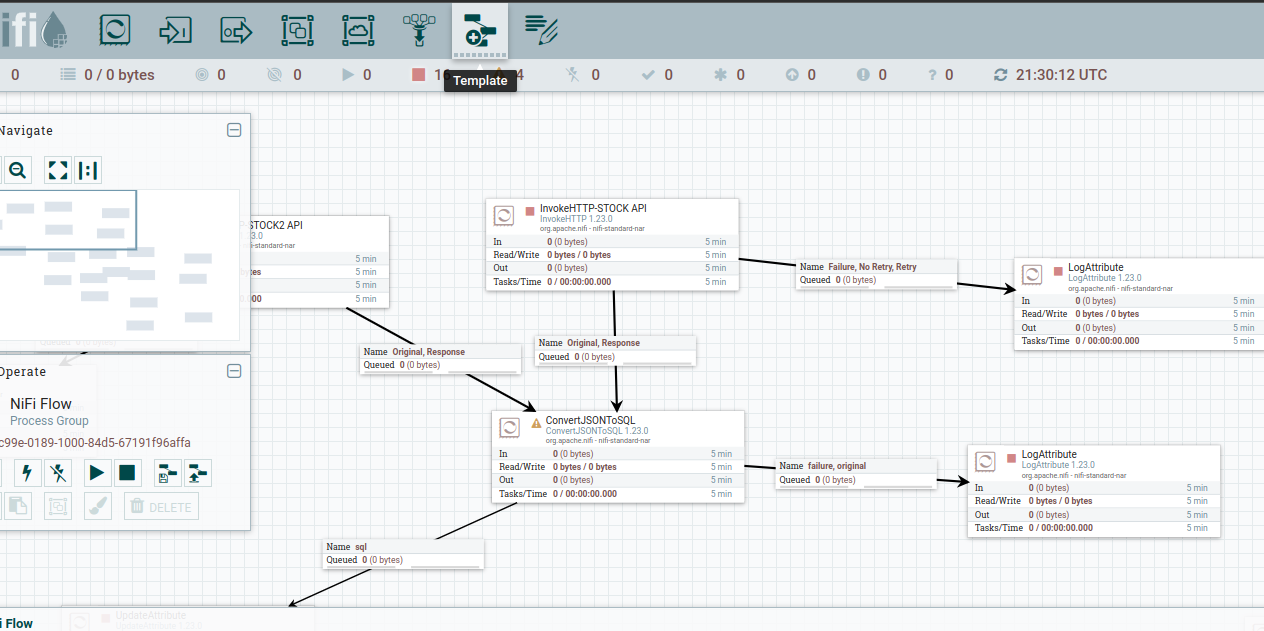 ifi
0
0 / 0 bytes
0
0
0
4
0
0
0
0
0
? 0
21:30:12 UTC
Template
Navigate
STOCK2 API
.3.0
fi-standard-nar
5 min
es
5 min
5 min
00
5 min
InvokeHTTP-STOCK API
InvokeHTTP 1.23.0
org.apache.nifi - nifi-standard-nar
In 0 (0 bytes) 5 min
Read/Write 0 bytes / 0 bytes 5 min
Out 0 (0 bytes) 5 min
Tasks/Time 0 / 00:00:00.000 5 min
Name Failure, No Retry, Retry
Queued 0 (0 bytes)
LogAttribute
LogAttribute 1.23.0
org.apache.nifi - nifi-standard-nar
In 0 (0 bytes) 5 min
Read/Write 0 bytes / 0 bytes 5 min
Out 0 (0 bytes) 5 min
Tasks/Time 0 / 00:00:00.000 5 min
Queued 0 (0 bytes)
Name Original, Response
Queued 0 (0 bytes)
Name Original, Response
Queued 0 (0 bytes)
Operate
NiFi Flow
Process Group
c99e-0189-1000-84d5-67191f96affa
DELETE
ConvertJSONToSQL
ConvertJSONToSQL 1.23.0
org.apache.nifi - nifi-standard-nar
In 0 (0 bytes) 5 min
Read/Write 0 bytes / 0 bytes 5 min
Out 0 (0 bytes) 5 min
Tasks/Time 0 / 00:00:00.000 5 min
Name failure, original
Queued 0 (0 bytes)
LogAttribute
LogAttribute 1.23.0
org.apache.nifi - nifi-standard-nar
In 0 (0 bytes) 5 min
Read/Write 0 bytes / 0 bytes 5 min
Out 0 (0 bytes) 5 min
Tasks/Time 0 / 00:00:00.000 5 min
Name sql
Queued 0 (0 bytes)
UpdateAttribute
UpdateAttribute 1.23.0
i Flow